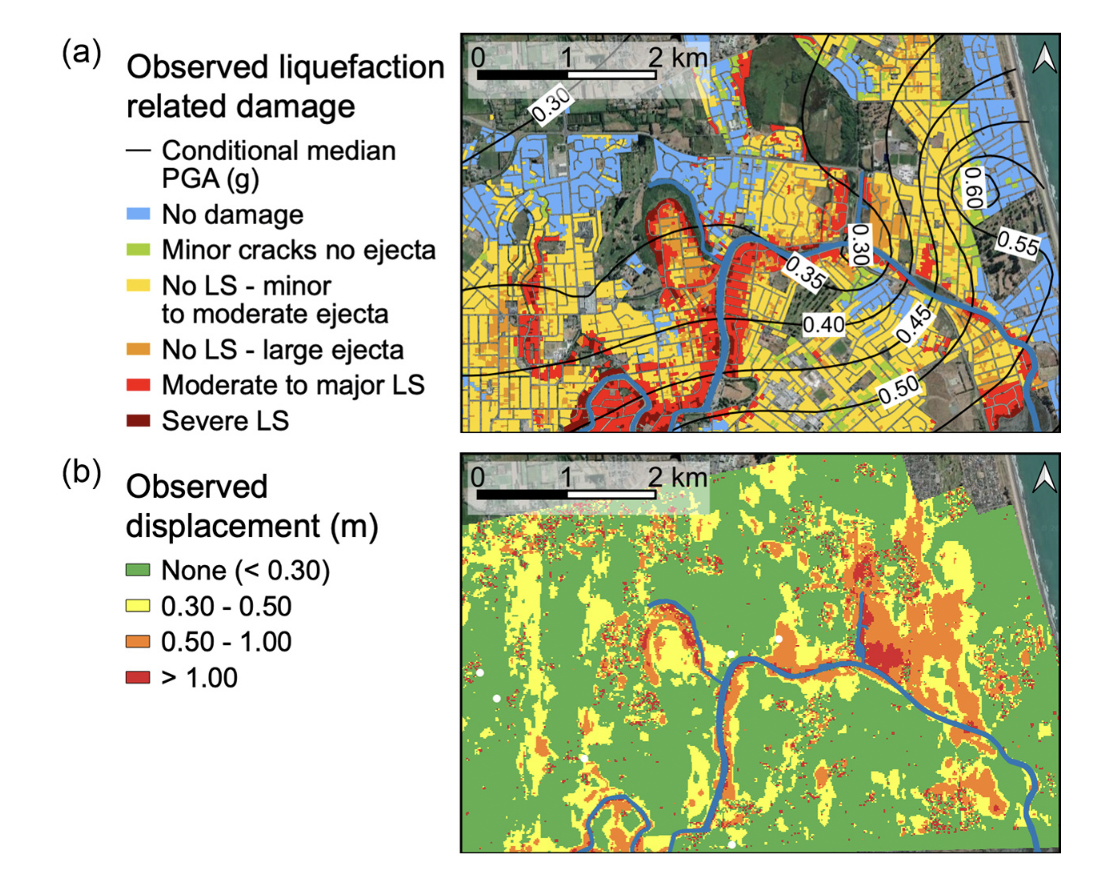 (a)
Observed liquefaction
related damage
Conditional median
PGA (g)
No damage
Minor cracks no ejecta
No LS - minor
to moderate ejecta
No LS - large ejecta
Moderate to major LS
Severe LS
0 1 2 km
0.30
0.60
0.55
0.30
0.35
0.40
0.45
0.50
(b)
Observed
displacement (m)
None (< 0.30)
0.30 - 0.50
0.50 - 1.00
> 1.00
0 1 2 km